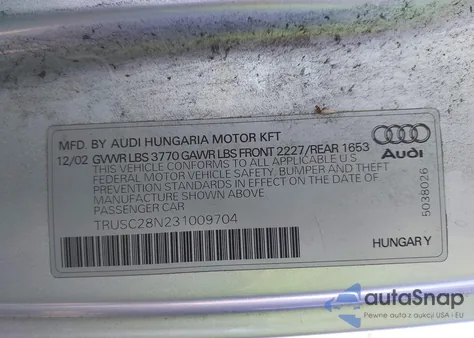 MFD. BY AUDI HUNGARIA MOTOR KFT
12/02 GVWR LBS 3770 GAWR LBS FRONT 2227/REAR 1653
THIS CAR CONFORMS TO ALL APPLICABLE U S
FEDERAL MOTOR VEHICLE SAFETY, BUMPER AND THEFT
PREVENTION STANDARDS IN EFFECT ON THE DATE OF
MANUFACTURE SHOWN ABOVE
PASSENGER CAR
TRUSC28N231009704
Audi
5038026
HUNGARY
autaSnap
Pewne auta z aukcji USA i EU